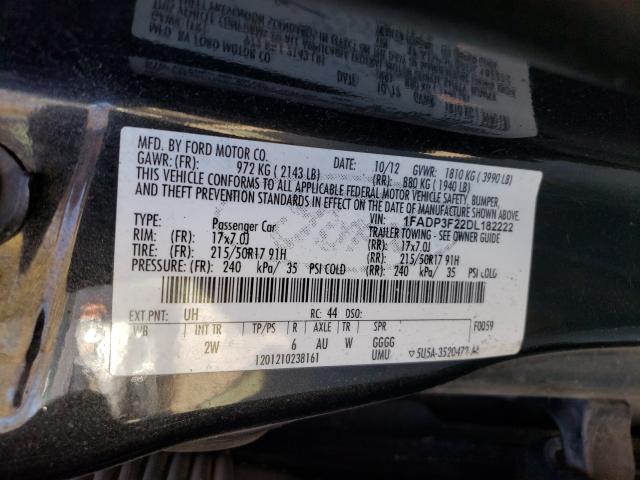 MFD. BY FORD MOTOR CO.
DATE: 10/12 GVWR: 1810 KG ( 3990 LB)
GAWR: (FR): 972 KG ( 2143 LB) (RR): 880 KG ( 1940 LB)
THIS VEHICLE CONFORMS TO ALL APPLICABLE FEDERAL MOTOR VEHICLE SAFETY, BUMPER,
AND THEFT PREVENTION STANDARDS IN EFFECT ON THE DATE OF MANUFACTURE SHOWN ABOVE.
VIN: 1FADP3F22DL182222
TYPE: Passenger Car TRAILER TOWING - SEE OWNER GUIDE
RIM: (FR): 17x7.0J (RR): 17x7.0J
TIRE: (FR): 215/50R17 91H (RR): 215/50R17 91H
PRESSURE: (FR): 240 kPa/ 35 PSI COLD (RR): 240 kPa/ 35 PSI COLD
EXT PNT: UH RC: 44 DSO: F0059
WB INT TR TP/PS R AXLE TR SPR
2W 6 AU W GGGG
1201210238161 UMU